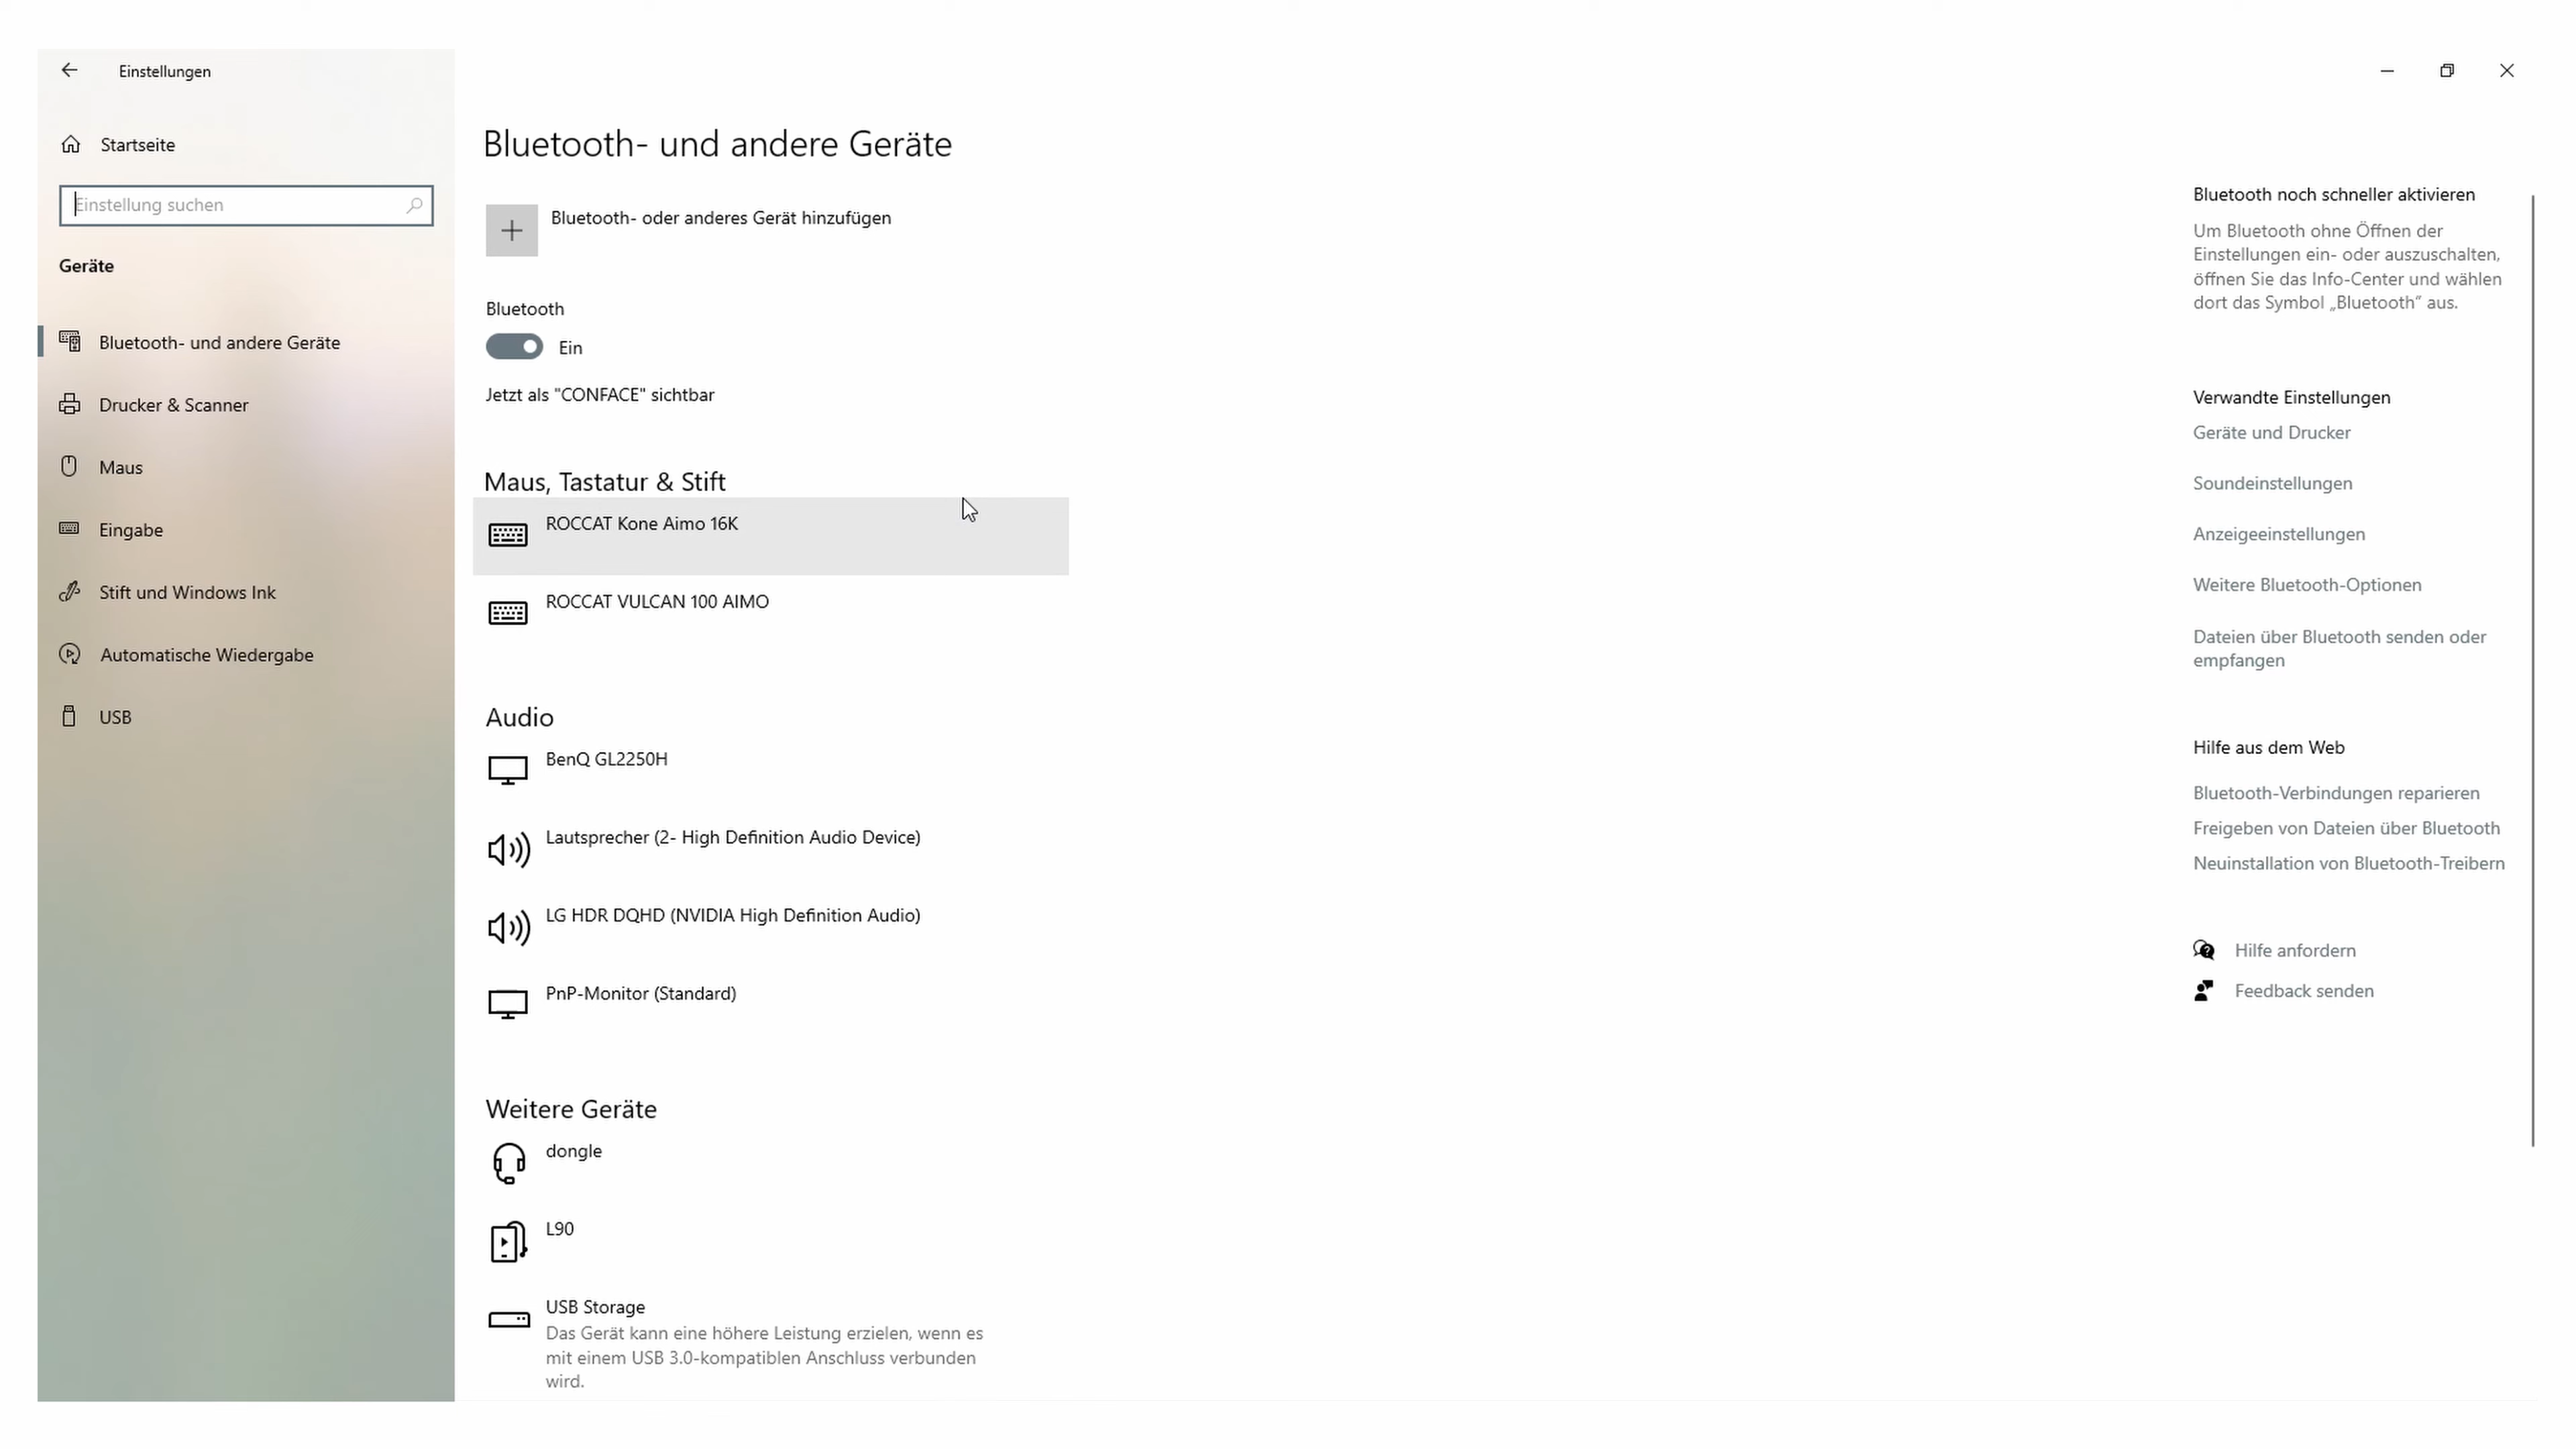 Einstellungen
Startseite
Einstellung suchen
Geräte
Bluetooth- und andere Geräte
Drucker & Scanner
Maus
Eingabe
Stift und Windows Ink
Automatische Wiedergabe
USB
Bluetooth- und andere Geräte
Bluetooth- oder anderes Gerät hinzufügen
Bluetooth
Ein
Jetzt als "CONFACE" sichtbar
Maus, Tastatur & Stift
ROCCAT Kone Aimo 16K
ROCCAT VULCAN 100 AIMO
Audio
BenQ GL2250H
Lautsprecher (2- High Definition Audio Device)
LG HDR DQHD (NVIDIA High Definition Audio)
PnP-Monitor (Standard)
Weitere Geräte
dongle
L90
USB Storage
Das Gerät kann eine höhere Leistung erzielen, wenn es
mit einem USB 3.0-kompatiblen Anschluss verbunden
wird.
Bluetooth noch schneller aktivieren
Um Bluetooth ohne Öffnen der
Einstellungen ein- oder auszuschalten,
öffnen Sie das Info-Center und wählen
dort das Symbol „Bluetooth“ aus.
Verwandte Einstellungen
Geräte und Drucker
Soundeinstellungen
Anzeigeeinstellungen
Weitere Bluetooth-Optionen
Dateien über Bluetooth senden oder
empfangen
Hilfe aus dem Web
Bluetooth-Verbindungen reparieren
Freigeben von Dateien über Bluetooth
Neuinstallation von Bluetooth-Treibern
Hilfe anfordern
Feedback senden